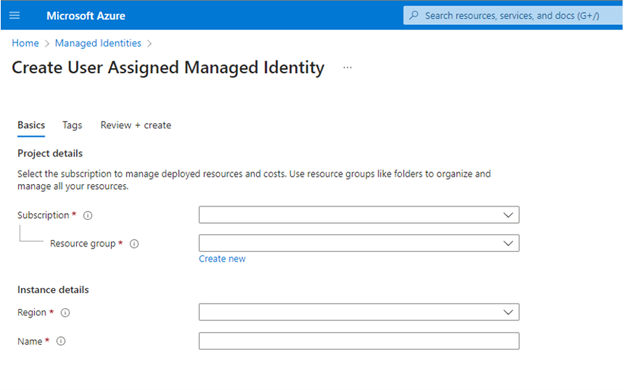 Microsoft Azure
Search resources, services, and docs (G+/)
Home > Managed Identities >
Create User Assigned Managed Identity ...
Basics Tags Review + create
Project details
Select the subscription to manage deployed resources and costs. Use resource groups like folders to organize and
manage all your resources.
Subscription *
Resource group *
Create new
Instance details
Region *
Name *